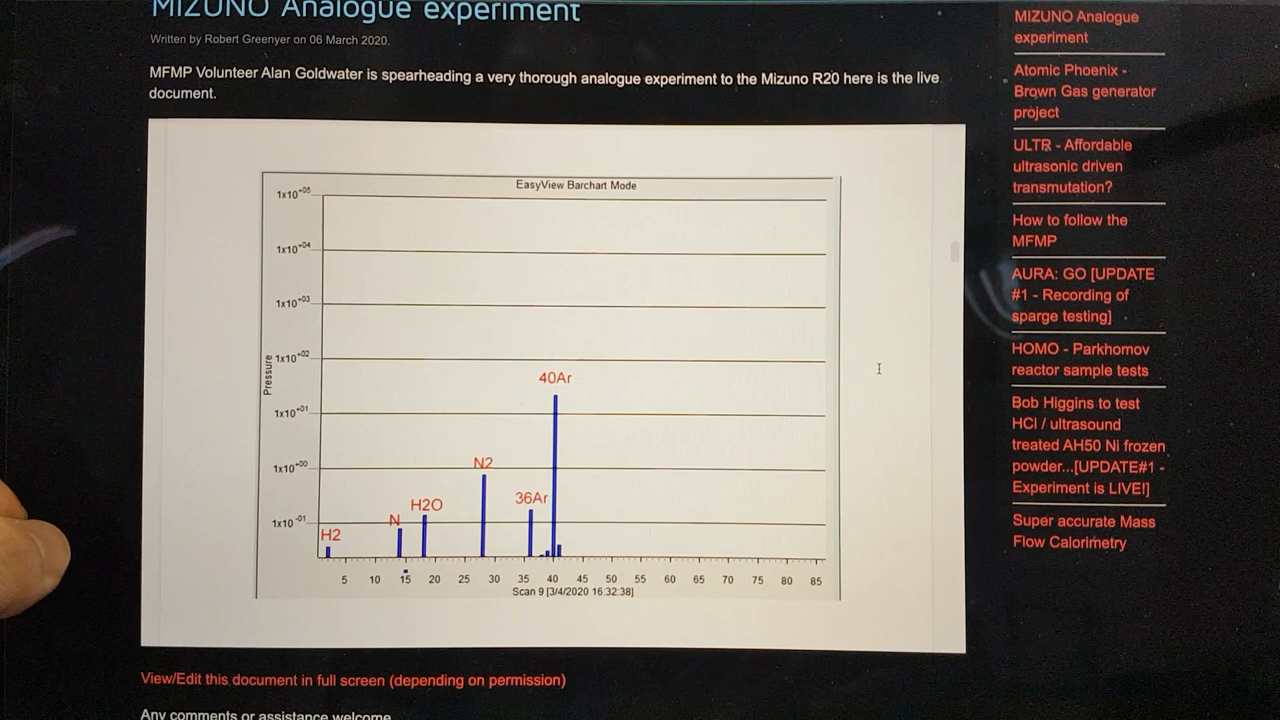 MIZUNO Analogue experiment
Written by Robert Greenyer on 06 March 2020.
MFMP Volunteer Alan Goldwater is spearheading a very thorough analogue experiment to the Mizuno R20 here is the live
document.
EasyView Barchart Mode
1x10+05
1x10+04
1x10+03
1x10+02
1x10+01
1x10+00
1x10-01
Pressure
H2
N
H2O
N2
36Ar
40Ar
5 10 15 20 25 30 35 40 45 50 55 60 65 70 75 80 85
Scan 9 [3/4/2020 16:32:38]
View/Edit this document in full screen (depending on permission)
Any comments or assistance welcome
MIZUNO Analogue
experiment
Atomic Phoenix -
Brown Gas generator
project
ULTR - Affordable
ultrasonic driven
transmutation?
How to follow the
MFMP
AURA: GO [UPDATE
#1 - Recording of
sparge testing]
HOMO - Parkhomov
reactor sample tests
Bob Higgins to test
HCl / ultrasound
treated AH50 Ni frozen
powder...[UPDATE#1 -
Experiment is LIVE!]
Super accurate Mass
Flow Calorimetry